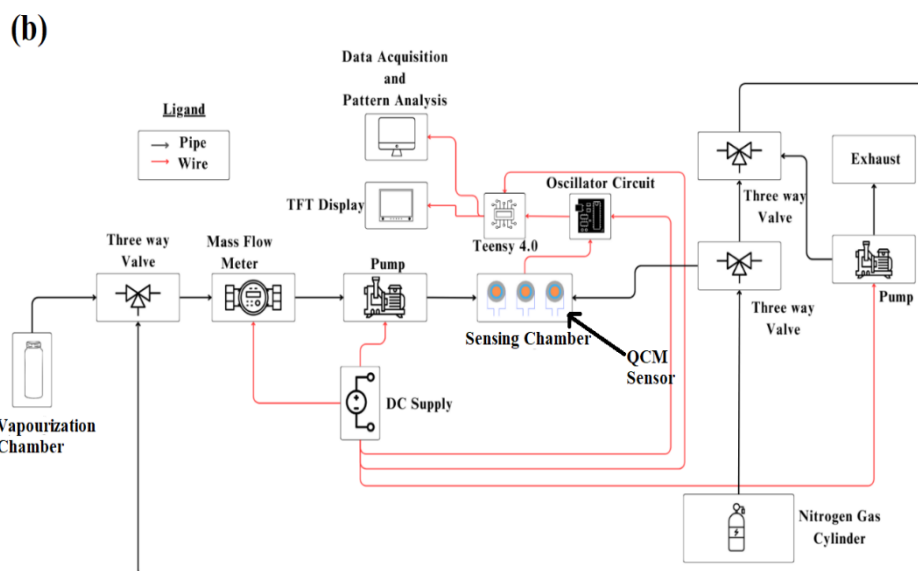 (b)
Data Acquisition
and
Pattern Analysis
Ligand
Pipe
Wire
TFT Display
Oscillator Circuit
Teensy 4.0
Three way
Valve
Exhaust
Three way
Valve
Mass Flow
Meter
Pump
Sensing Chamber
QCM
Sensor
Three way
Valve
Pump
DC Supply
Vapourization
Chamber
Nitrogen Gas
Cylinder